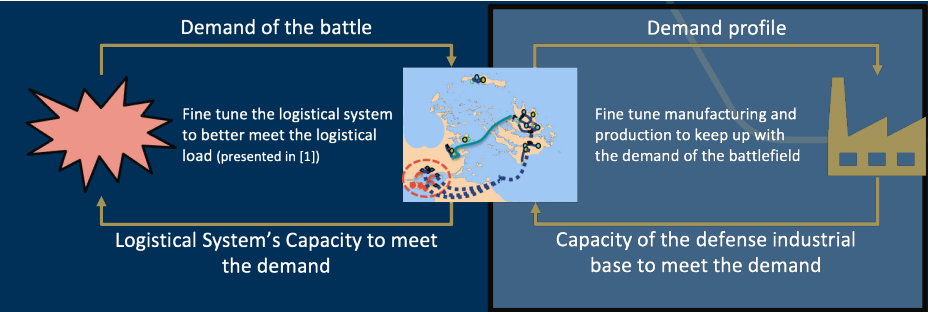 Demand of the battle
Demand profile
Fine tune the logistical system
to better meet the logistical
load (presented in [1])
Fine tune manufacturing and
production to keep up with
the demand of the battlefield
Logistical System's Capacity to meet
the demand
Capacity of the defense industrial
base to meet the demand